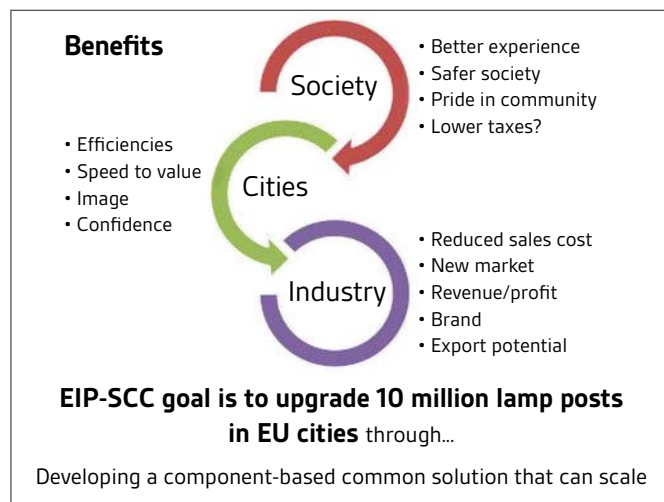 Benefits
Society
• Better experience
• Safer society
• Pride in community
• Lower taxes?
Cities
• Efficiencies
• Speed to value
• Image
• Confidence
Industry
• Reduced sales cost
• New market
• Revenue/profit
• Brand
• Export potential
EIP-SCC goal is to upgrade 10 million lamp posts
in EU cities through...
Developing a component-based common solution that can scale